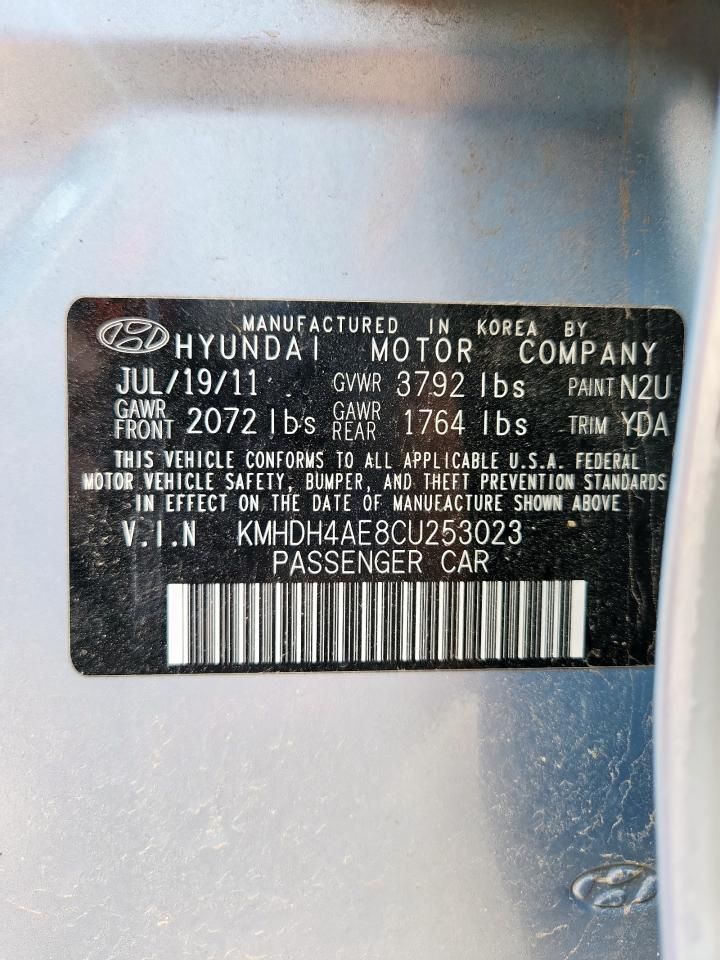 MANUFACTURED IN KOREA BY
HYUNDAI MOTOR COMPANY
JUL/19/11 GVWR 3792 lbs PAINT N2U
GAWR FRONT 2072 lbs GAWR REAR 1764 lbs TRIM YDA
THIS VEHICLE CONFORMS TO ALL APPLICABLE U.S.A. FEDERAL
MOTOR VEHICLE SAFETY, BUMPER, AND THEFT PREVENTION STANDARDS
IN EFFECT ON THE DATE OF MANUFACTURE SHOWN ABOVE
V.I.N KMHDH4AE8CU253023
PASSENGER CAR